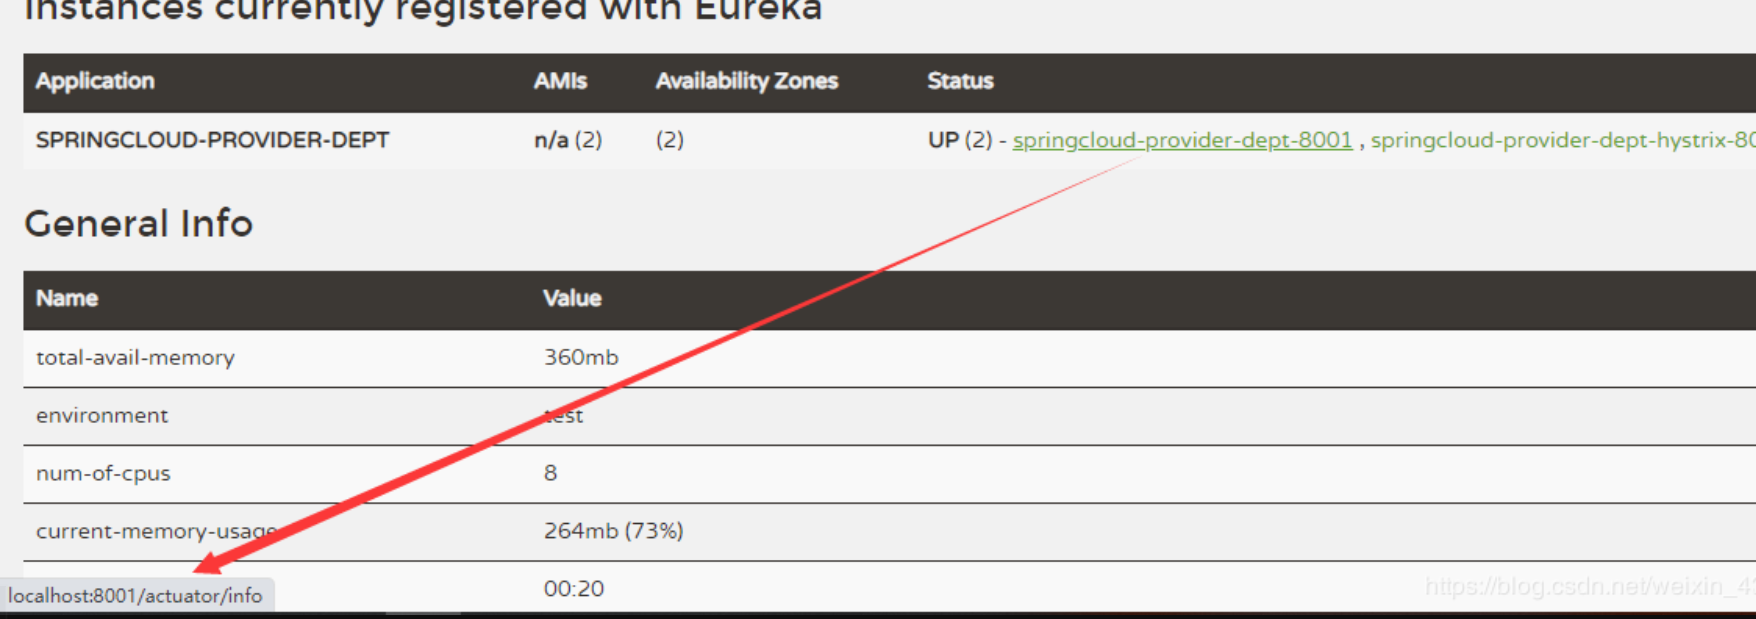 Instances currently registered with Eureka
Application AMIs Availability Zones Status
SPRINGCLOUD-PROVIDER-DEPT n/a (2) (2) UP (2) - springcloud-provider-dept-8001 , springcloud-provider-dept-hystrix-80
General Info
Name Value
total-avail-memory 360mb
environment test
num-of-cpus 8
current-memory-usage 264mb (73%)
00:20
localhost:8001/actuator/info
https://blog.csdn.net/weixin_4